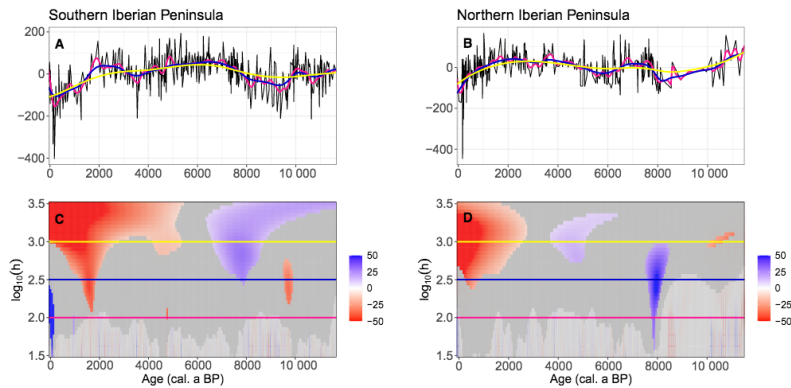 Southern Iberian Peninsula
Northern Iberian Peninsula
A
200
0
−200
−400
0 2000 4000 6000 8000 10 000
B
0
−200
−400
0 2000 4000 6000 8000 10 000
C
3.5
3.0
2.5
2.0
1.5
log10(h)
0 2000 4000 6000 8000 10 000
Age (cal. a BP)
50
25
0
−25
−50
D
3.5
3.0
2.5
2.0
1.5
log10(h)
0 2000 4000 6000 8000 10 000
Age (cal. a BP)
50
25
0
−25
−50